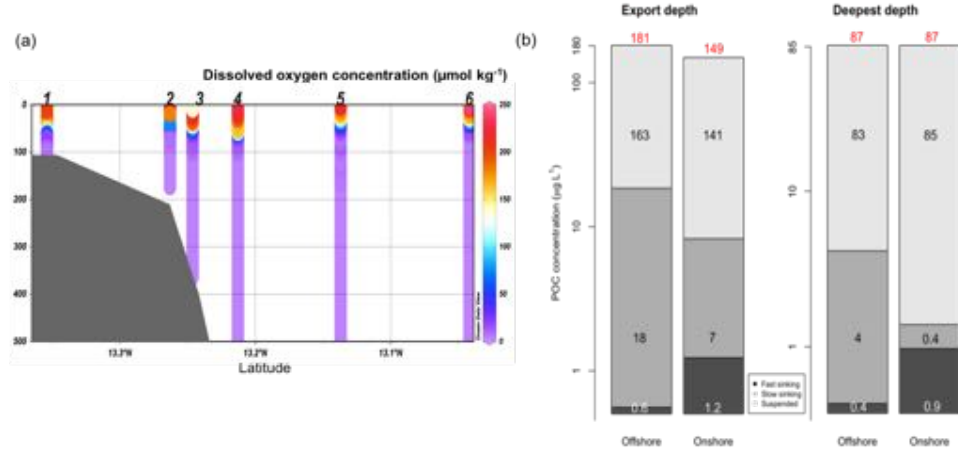 (a)
Dissolved oxygen concentration (µmol kg⁻¹)
1 2 3 4 5 6
0
100
200
300
400
500
13.3°N 13.2°N 13.1°N
Latitude
250
200
150
100
50
0
(b)
Export depth
Deepest depth
181 149
87 87
POC concentration (µg L⁻¹)
180
100
10
1
163 141
18 7
0.6 1.2
85
10
1
83 85
4 0.4
0.4 0.9
Fast sinking
Slow sinking
Suspended
Offshore Onshore
Offshore Onshore